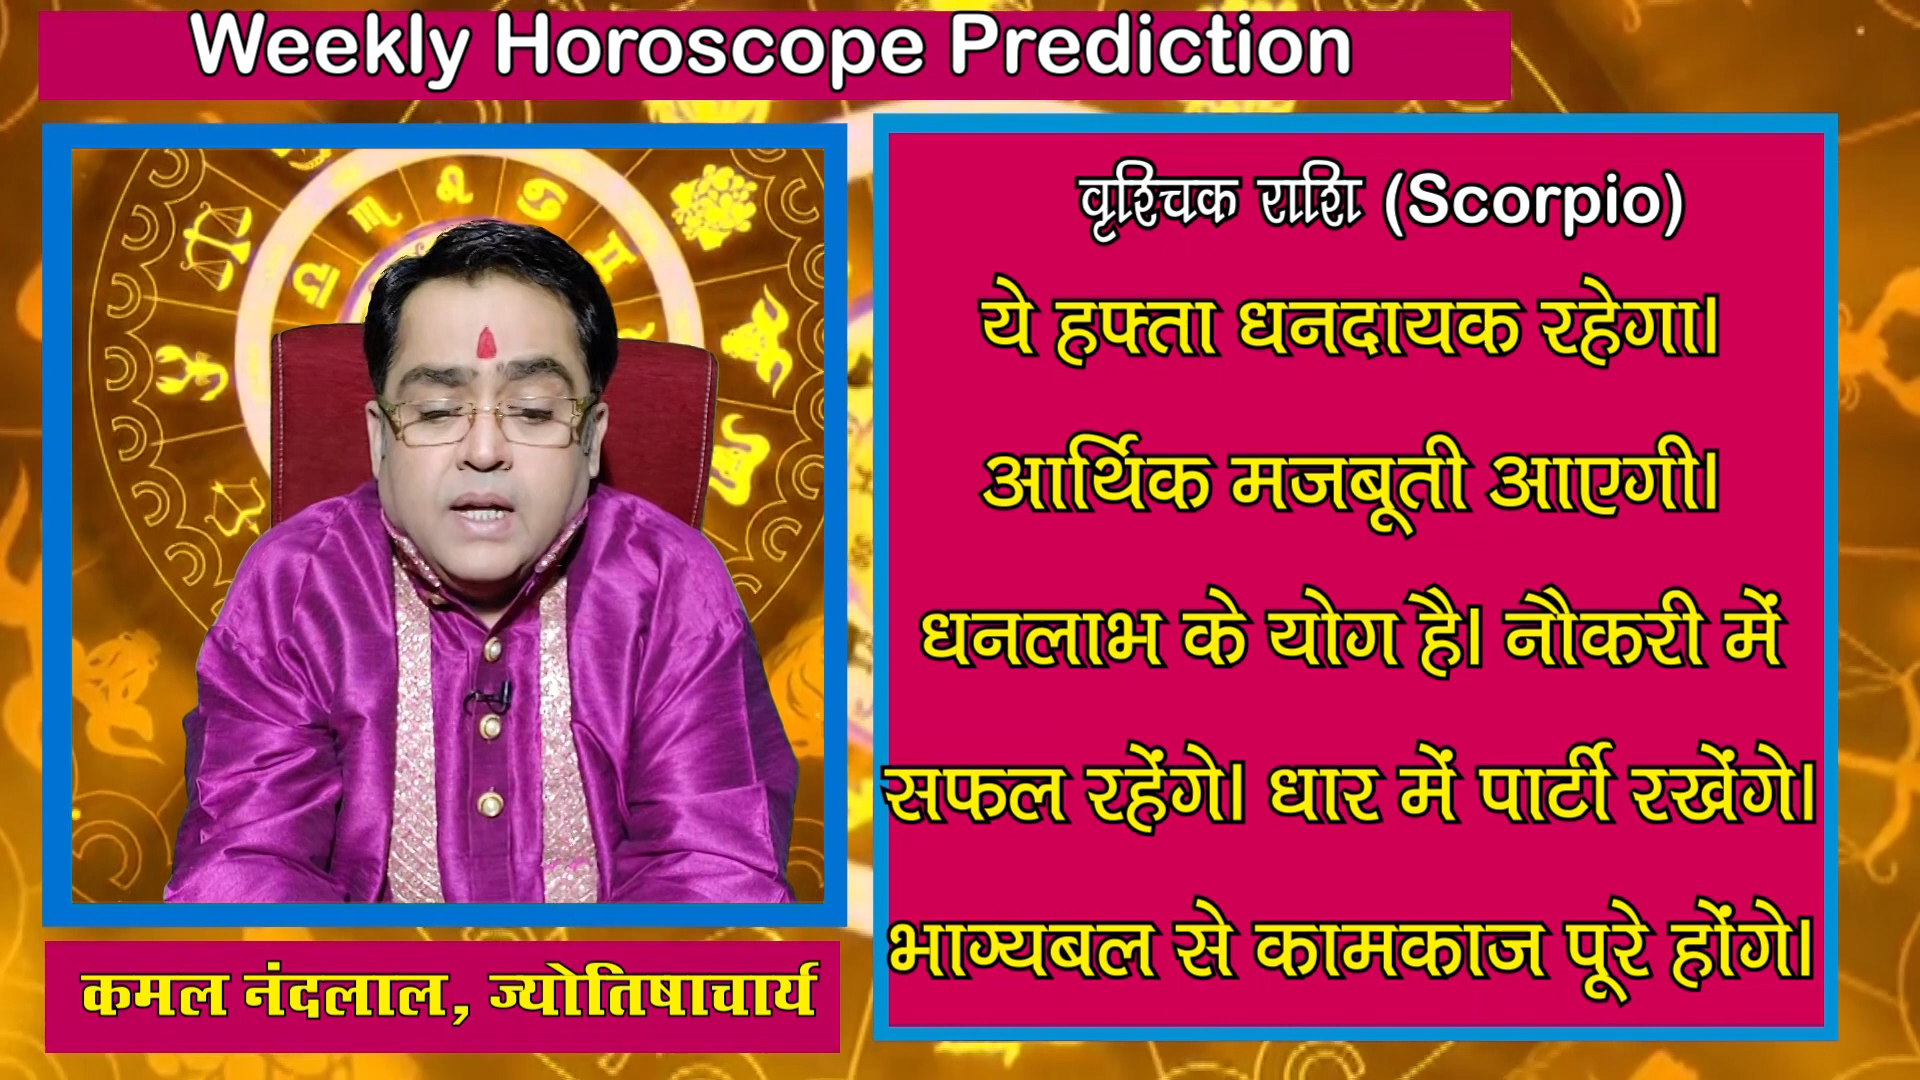 Weekly Horoscope Prediction
वृश्चिक राशि (Scorpio)
ये हफ्ता धनदायक रहेगा।
आर्थिक मजबूती आएगी।
धनलाभ के योग है। नौकरी में
सफल रहेंगे। धार में पार्टी रखेंगे।
भाग्यबल से कामकाज पूरे होंगे।
कमल नंदलाल, ज्योतिषाचार्य